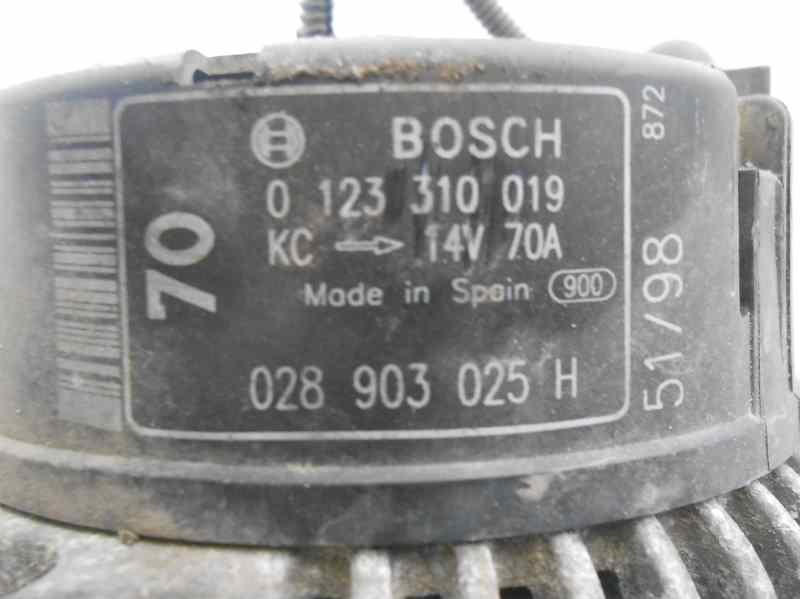 BOSCH
0 123 310 019
KC → 14V 70A
Made in Spain 900
028 903 025 H
70
51/98
872